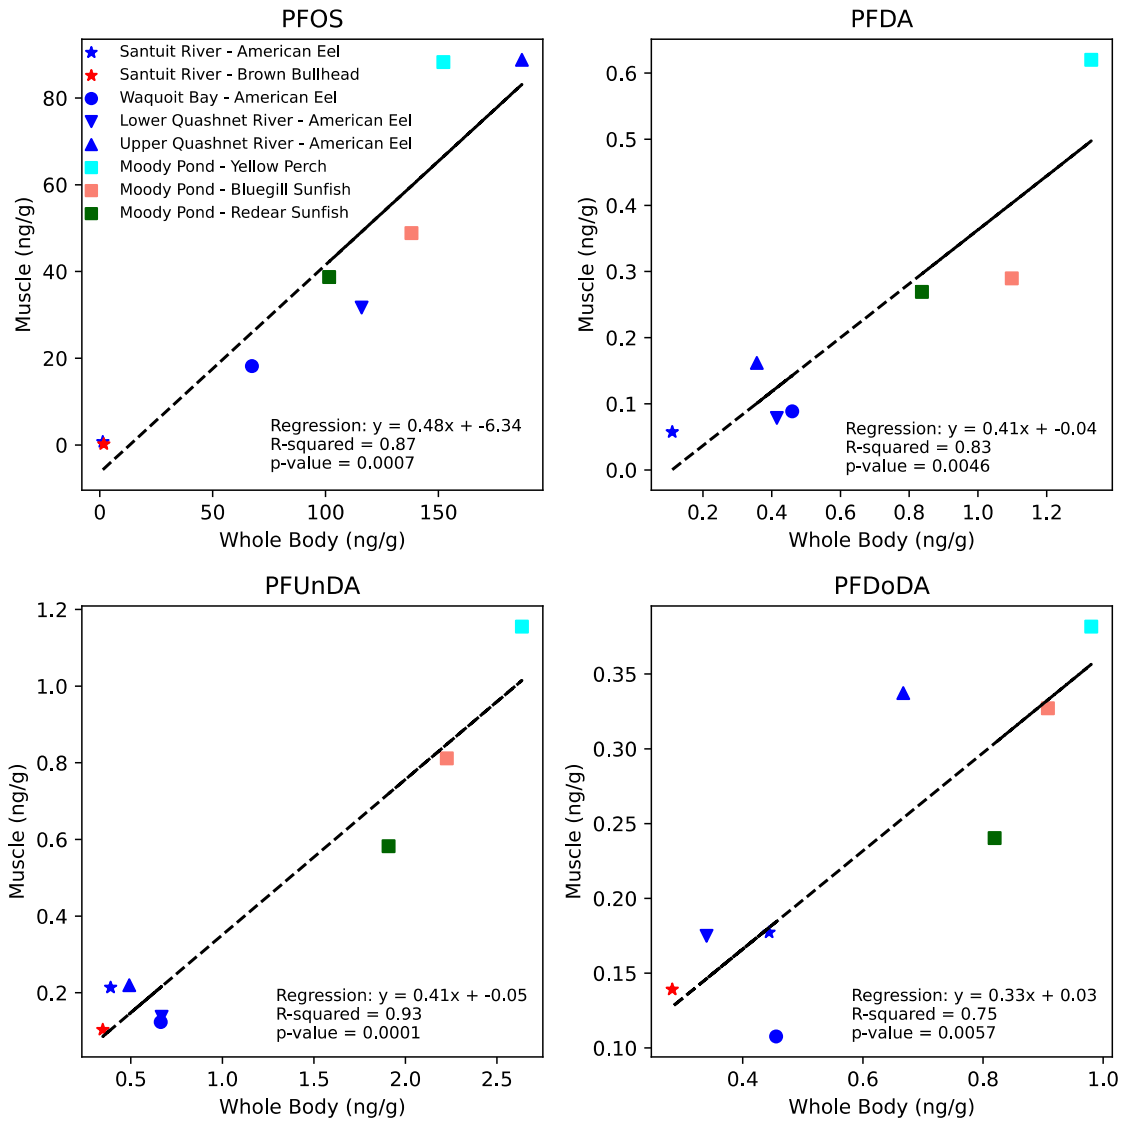 PFOS
Santuit River - American Eel
Santuit River - Brown Bullhead
Waquoit Bay - American Eel
Lower Quashnet River - American Eel
Upper Quashnet River - American Eel
Moody Pond - Yellow Perch
Moody Pond - Bluegill Sunfish
Moody Pond - Redear Sunfish
80
60
40
20
0
Muscle (ng/g)
Regression: y = 0.48x + -6.34
R-squared = 0.87
p-value = 0.0007
0 50 100 150
Whole Body (ng/g)
PFDA
0.6
0.5
0.4
0.3
0.2
0.1
0.0
Muscle (ng/g)
Regression: y = 0.41x + -0.04
R-squared = 0.83
p-value = 0.0046
0.2 0.4 0.6 0.8 1.0 1.2
Whole Body (ng/g)
PFUnDA
1.2
1.0
0.8
0.6
0.4
0.2
Muscle (ng/g)
Regression: y = 0.41x + -0.05
R-squared = 0.93
p-value = 0.0001
0.5 1.0 1.5 2.0 2.5
Whole Body (ng/g)
PFDoDA
0.35
0.30
0.25
0.20
0.15
0.10
Muscle (ng/g)
Regression: y = 0.33x + 0.03
R-squared = 0.75
p-value = 0.0057
0.4 0.6 0.8 1.0
Whole Body (ng/g)